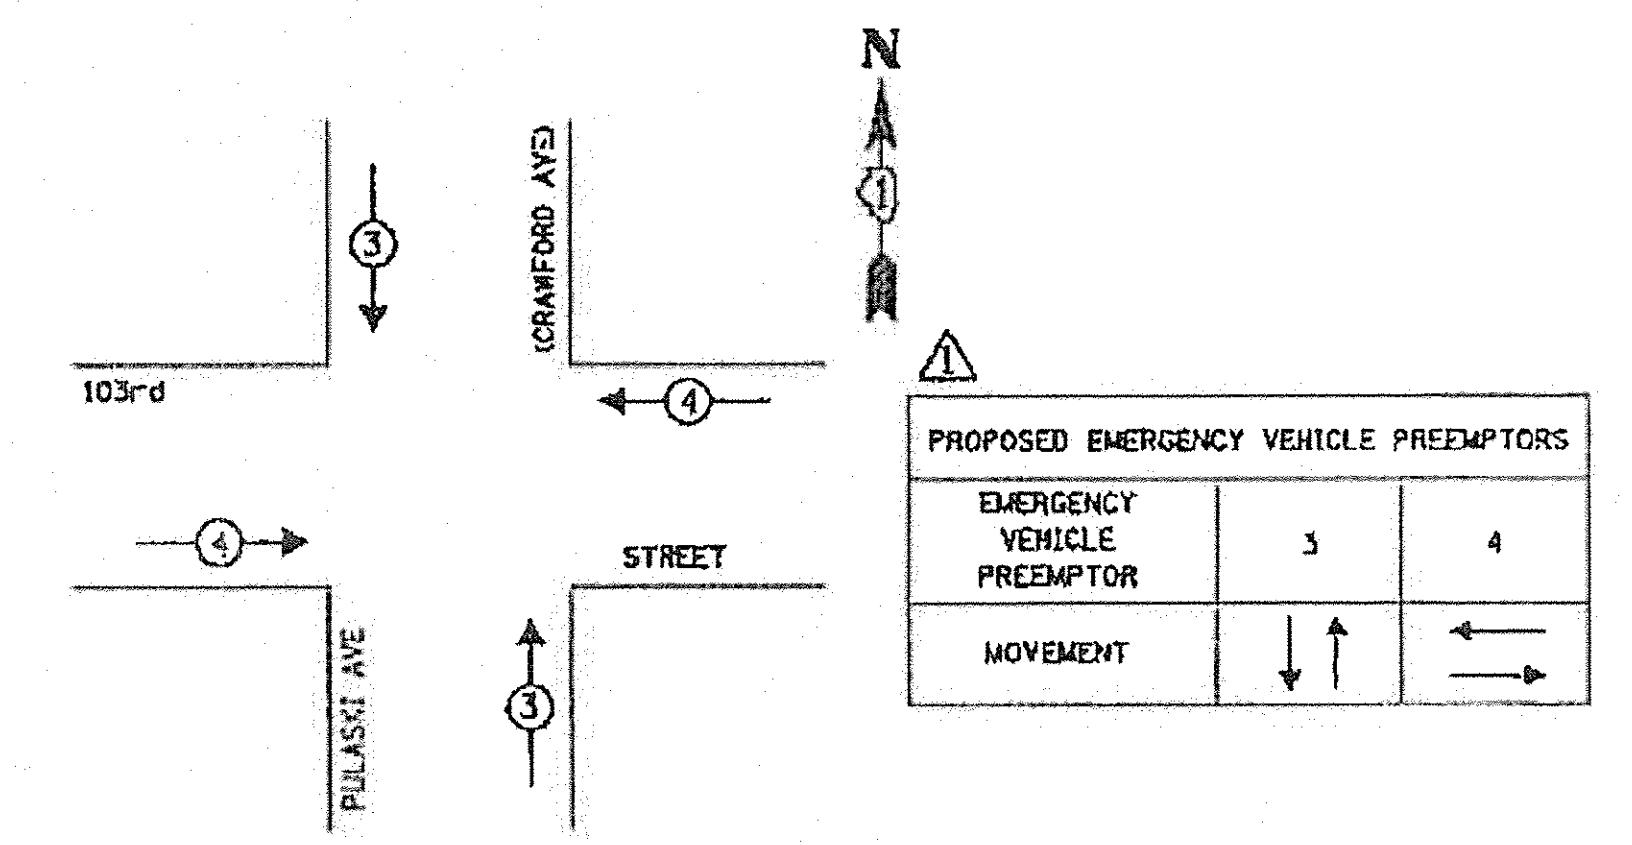 N
1
(CRAWFORD AVE)
3
103rd
4
4
STREET
PULASKI AVE
3
1
PROPOSED EMERGENCY VEHICLE PREEMPTORS
EMERGENCY
VEHICLE
PREEMPTOR
3
4
MOVEMENT